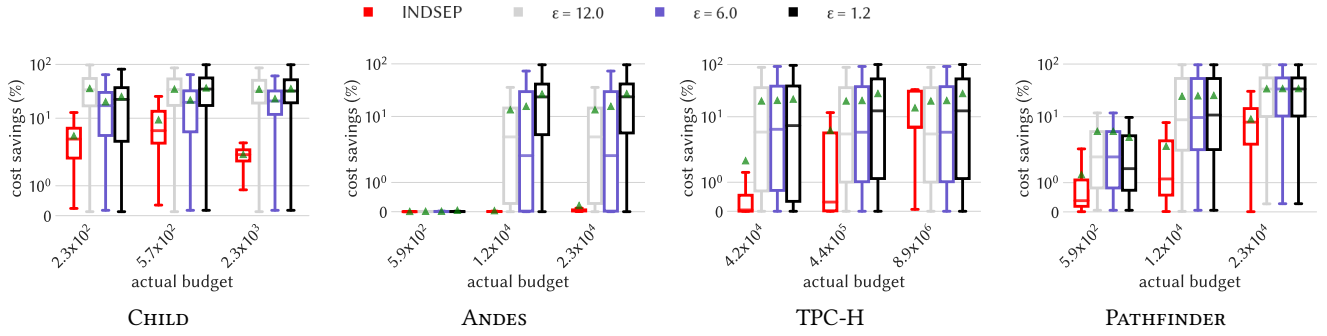 INDSEP ε = 12.0 ε = 6.0 ε = 1.2
cost savings (%)
10²
10¹
10⁰
0
2.3x10² 5.7x10² 2.3x10³
actual budget
CHILD
cost savings (%)
10²
10¹
10⁰
0
5.9x10² 1.2x10⁴ 2.3x10⁴
actual budget
ANDES
cost savings (%)
10²
10¹
10⁰
0
4.2x10⁴ 4.4x10⁵ 8.9x10⁶
actual budget
TPC-H
cost savings (%)
10²
10¹
10⁰
0
5.9x10² 1.2x10⁴ 2.3x10⁴
actual budget
PATHFINDER